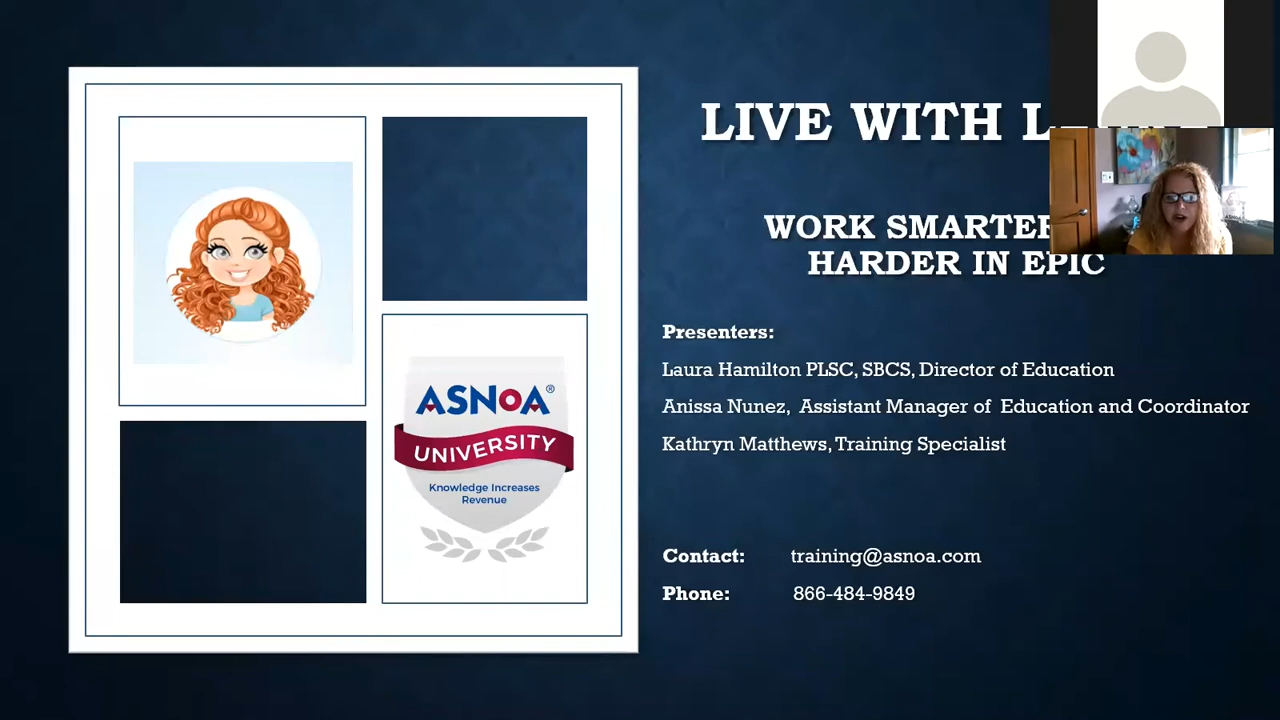 LIVE WITH
WORK SMARTER
HARDER IN EPIC
Presenters:
Laura Hamilton PLSC, SBCS, Director of Education
Anissa Nunez, Assistant Manager of Education and Coordinator
Kathryn Matthews, Training Specialist
Contact: training@asnoa.com
Phone: 866-484-9849
ASNOA®
UNIVERSITY
Knowledge Increases
Revenue